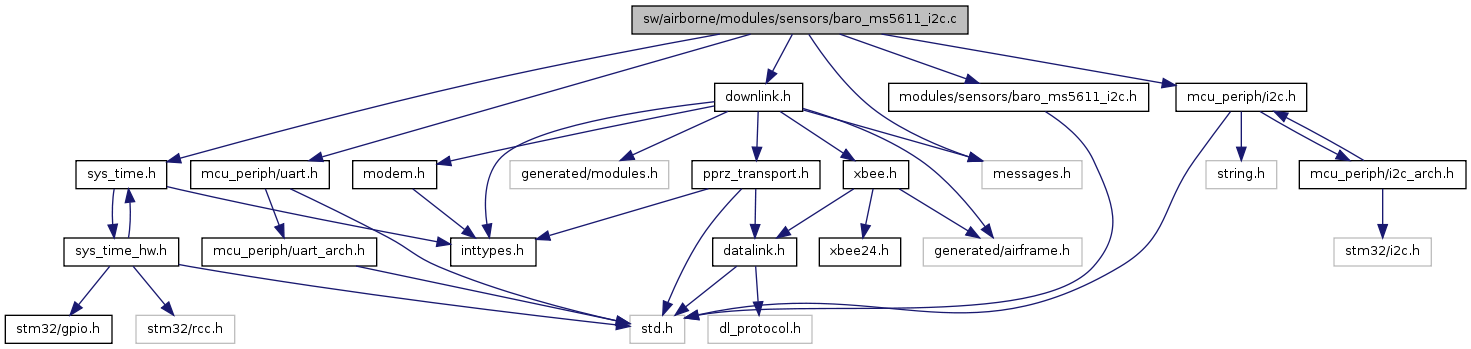 sw/airborne/modules/sensors/baro_ms5611_i2c.c
downlink.h
modules/sensors/baro_ms5611_i2c.h
mcu_periph/i2c.h
sys_time.h
mcu_periph/uart.h
modem.h
generated/modules.h
pprz_transport.h
xbee.h
messages.h
string.h
mcu_periph/i2c_arch.h
sys_time_hw.h
mcu_periph/uart_arch.h
inttypes.h
datalink.h
xbee24.h
generated/airframe.h
stm32/i2c.h
stm32/gpio.h
stm32/rcc.h
std.h
dl_protocol.h